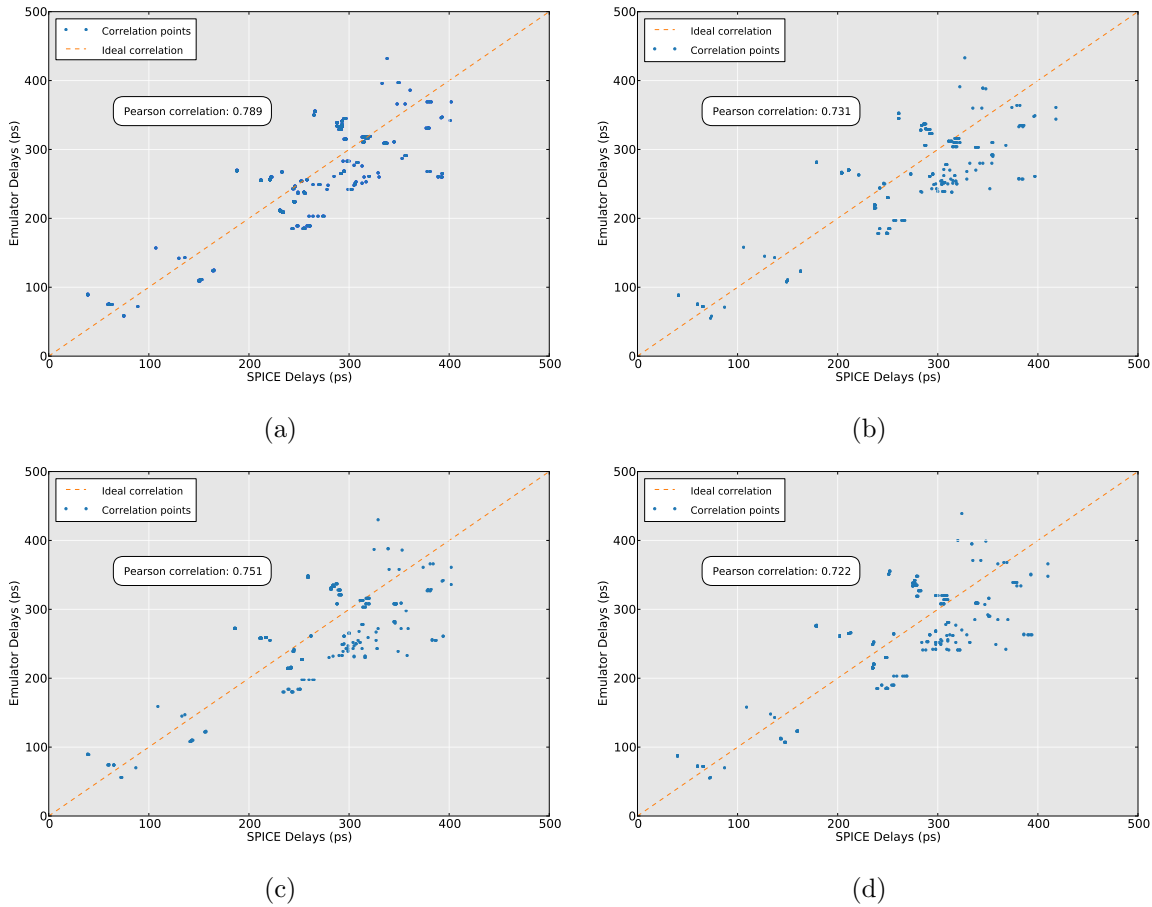 500
400
300
200
100
0
0 100 200 300 400 500
Emulator Delays (ps)
SPICE Delays (ps)
Correlation points
Ideal correlation
Pearson correlation: 0.789
(a)
500
400
300
200
100
0
0 100 200 300 400 500
Emulator Delays (ps)
SPICE Delays (ps)
Ideal correlation
Correlation points
Pearson correlation: 0.731
(b)
500
400
300
200
100
0
0 100 200 300 400 500
Emulator Delays (ps)
SPICE Delays (ps)
Ideal correlation
Correlation points
Pearson correlation: 0.751
(c)
500
400
300
200
100
0
0 100 200 300 400 500
Emulator Delays (ps)
SPICE Delays (ps)
Ideal correlation
Correlation points
Pearson correlation: 0.722
(d)